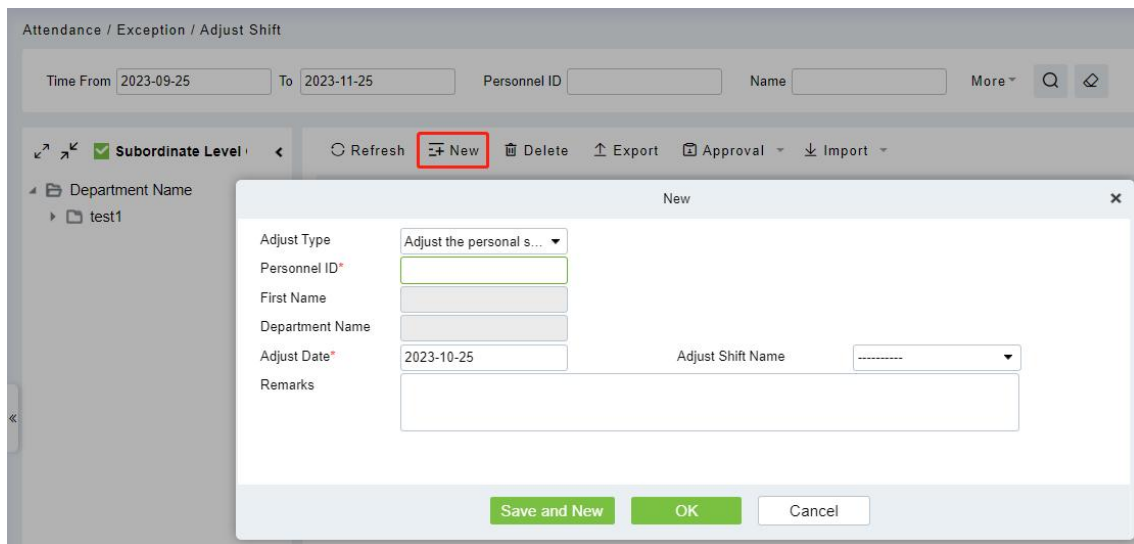 Attendance / Exception / Adjust Shift
Time From 2023-09-25 To 2023-11-25 Personnel ID Name More
Subordinate Level Refresh New Delete Export Approval Import
Department Name
test1
New
Adjust Type Adjust the personal s...
Personnel ID*
First Name
Department Name
Adjust Date* 2023-10-25 Adjust Shift Name ----------
Remarks
Save and New OK Cancel